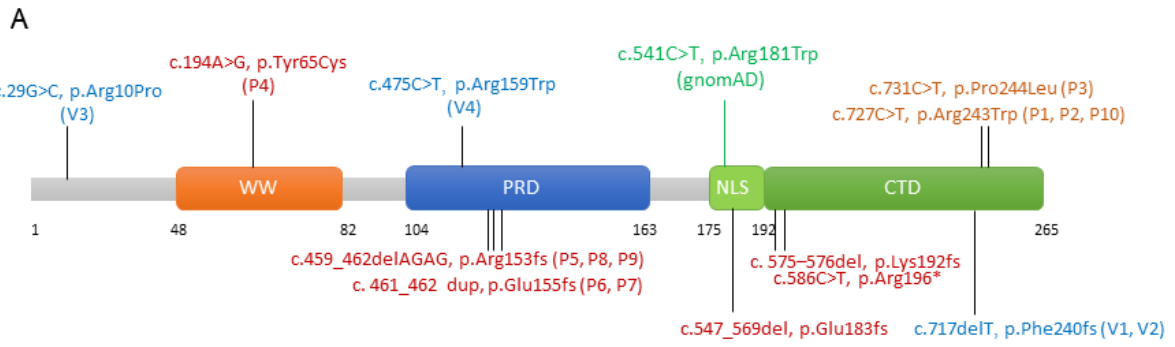 A
c.194A>G, p.Tyr65Cys
(P4)
.29G>C, p.Arg10Pro
(V3)
c.475C>T, p.Arg159Trp
(V4)
c.541C>T, p.Arg181Trp
(gnomAD)
c.731C>T, p.Pro244Leu (P3)
c.727C>T, p.Arg243Trp (P1, P2, P10)
WW
PRD
NLS
CTD
1
48
82
104
163
175
192
265
c.459_462delAGAG, p.Arg153fs (P5, P8, P9)
c. 461_462 dup, p.Glu155fs (P6, P7)
c. 575–576del, p.Lys192fs
c.586C>T, p.Arg196*
c.547_569del, p.Glu183fs
c.717delT, p.Phe240fs (V1, V2)